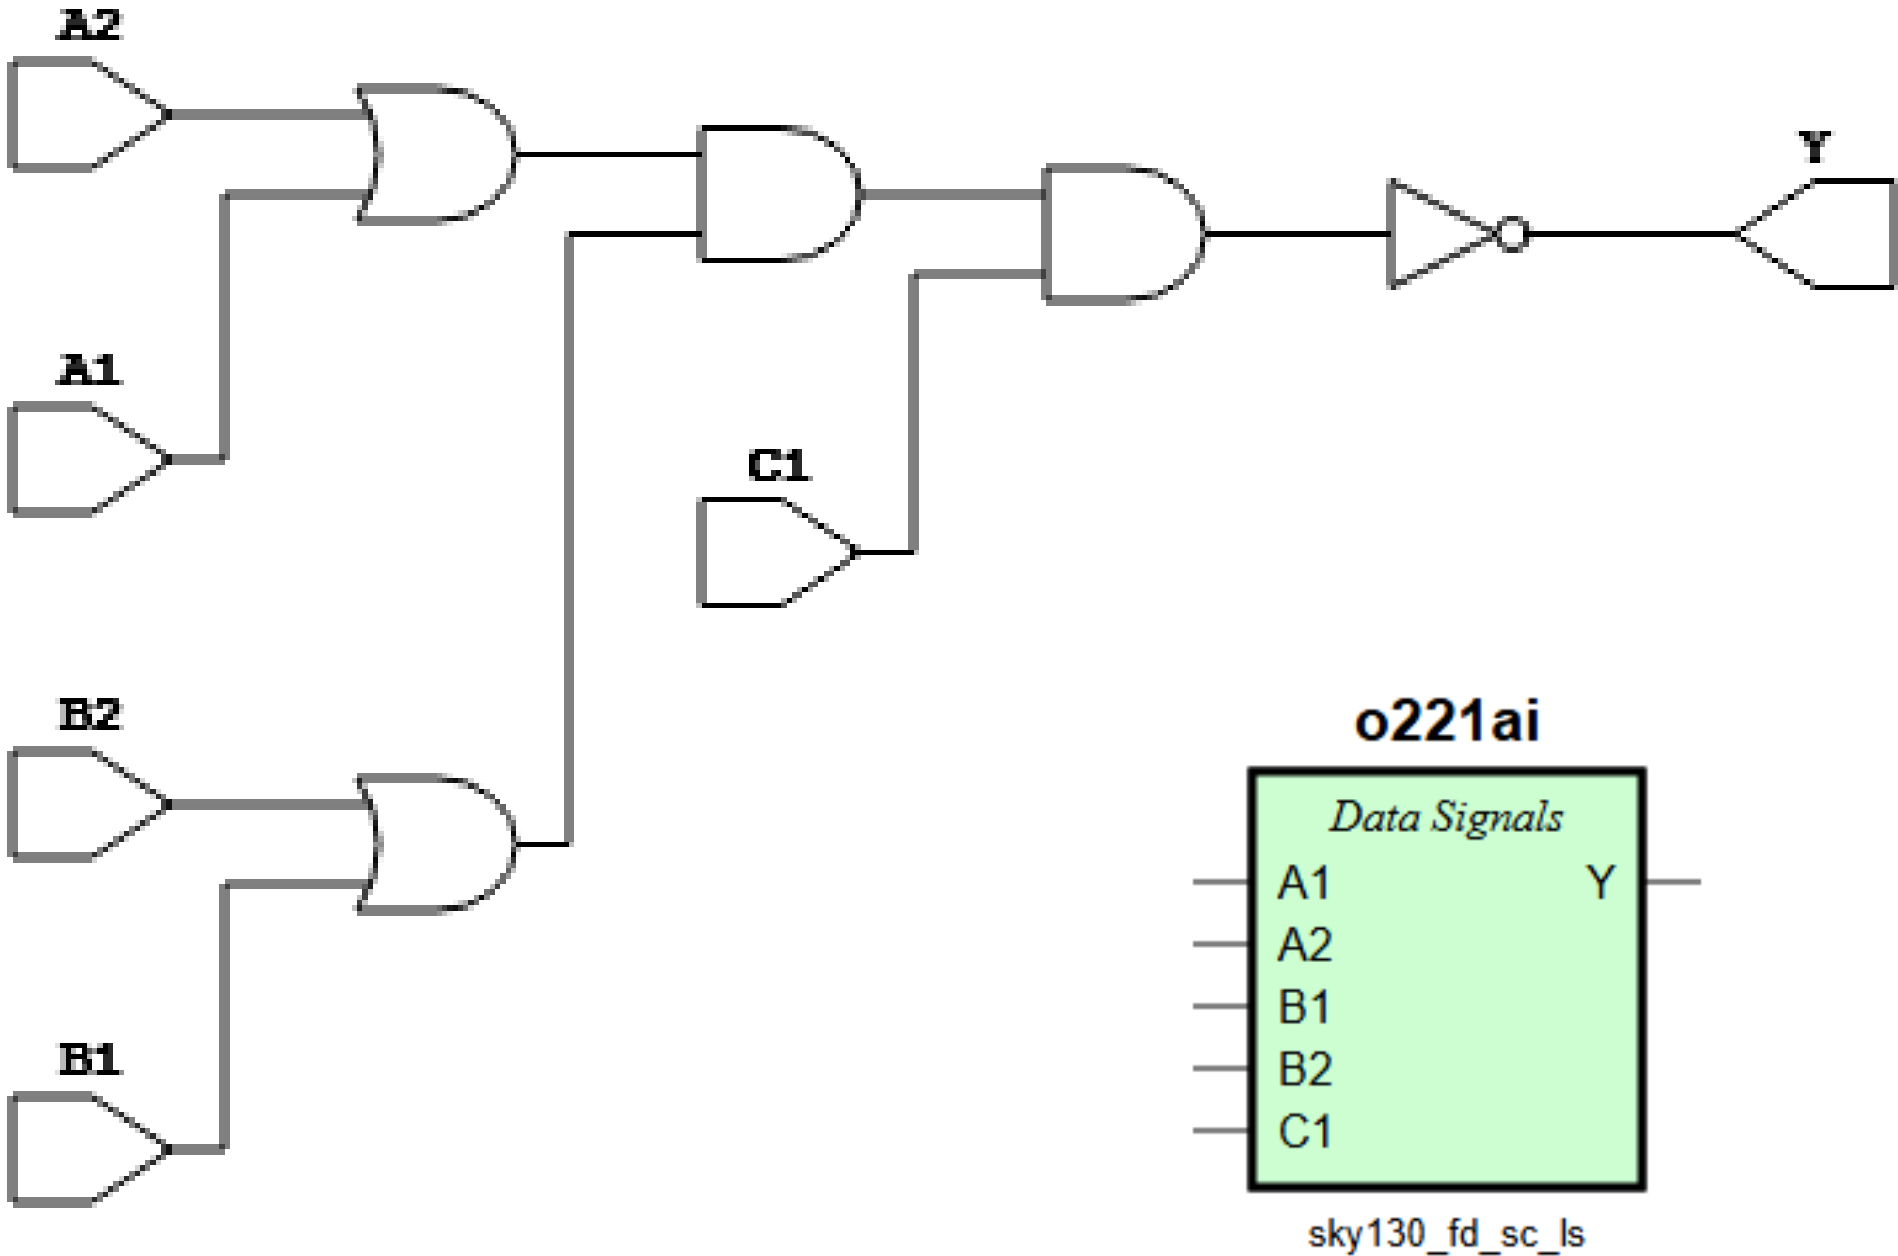 A2
Y
A1
C1
B2
B1
o221ai
Data Signals
A1 Y
A2
B1
B2
C1
sky130_fd_sc_ls